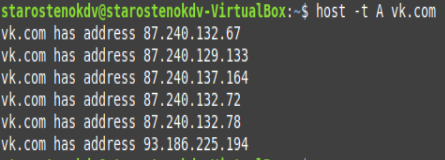 starostenokdv@starostenokdv-VirtualBox:~$ host -t A vk.com
vk.com has address 87.240.132.67
vk.com has address 87.240.129.133
vk.com has address 87.240.137.164
vk.com has address 87.240.132.72
vk.com has address 87.240.132.78
vk.com has address 93.186.225.194